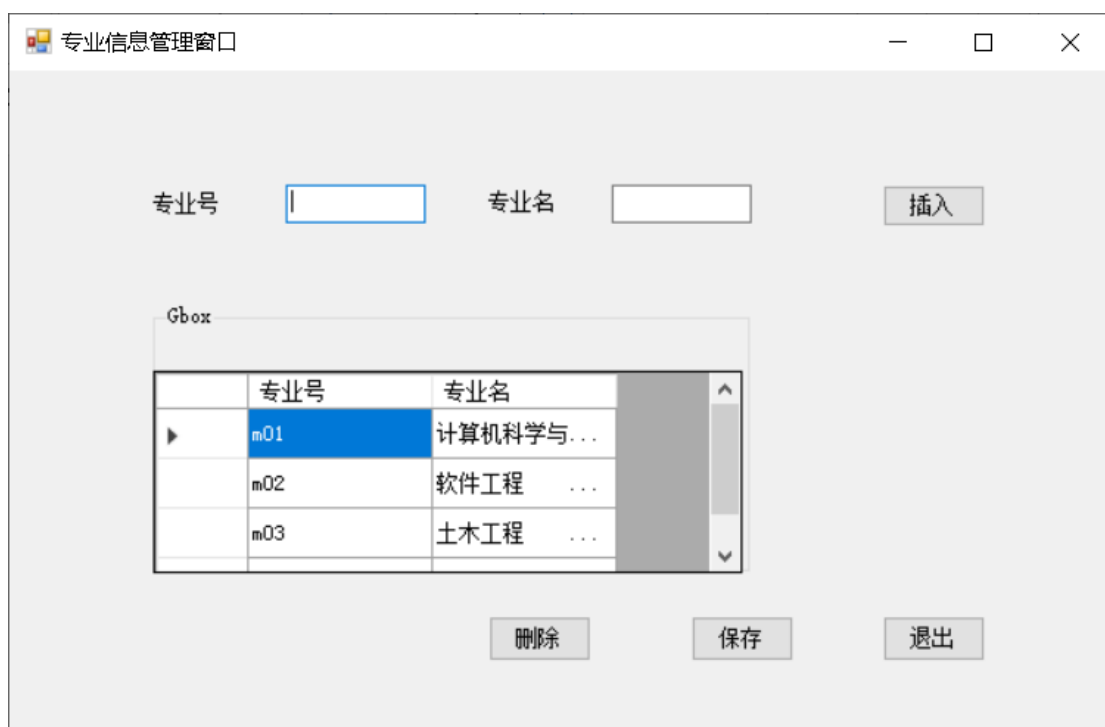 专业信息管理窗口
专业号 专业名 插入
Gbox
专业号 专业名
m01 计算机科学与...
m02 软件工程 ...
m03 土木工程 ...
删除 保存 退出